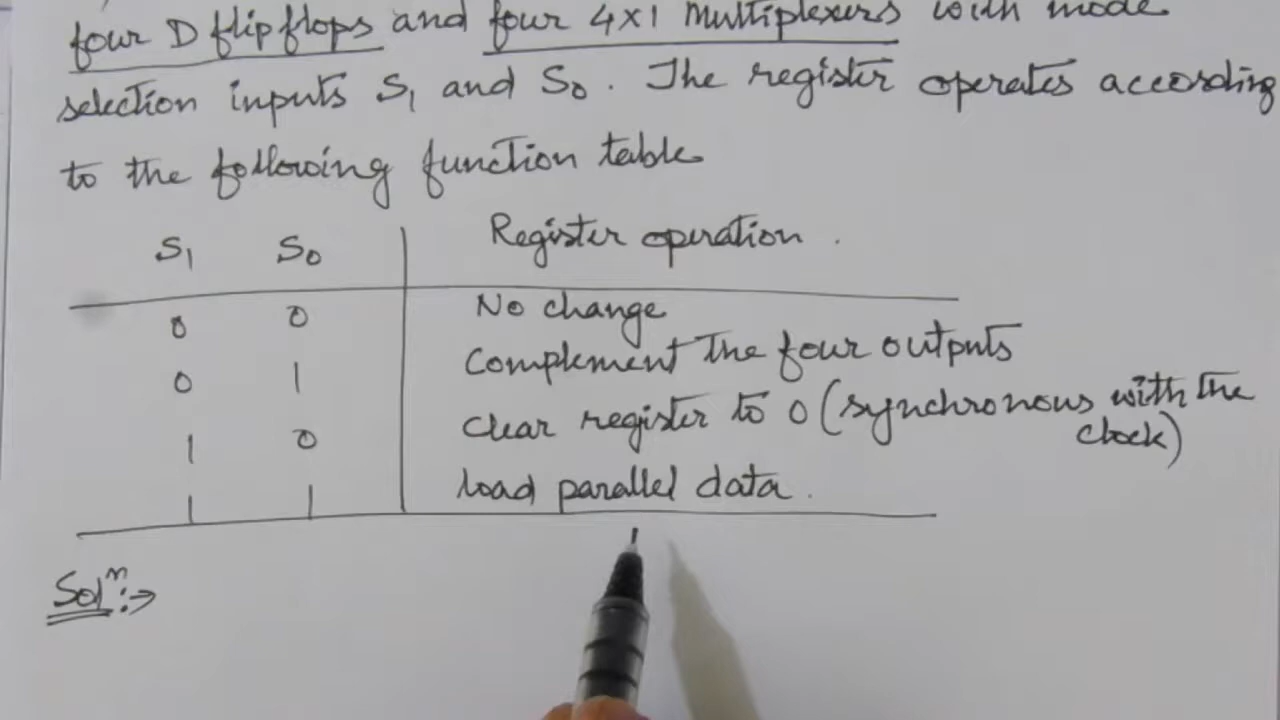 four D flipflops and four 4x1 Multiplexers with mode
selection inputs S1 and S0. The register operates according
to the following function table
S1 S0 Register operation.
0 0 No change
0 1 Complement the four outputs
1 0 Clear register to 0 (synchronous with the clock)
1 1 load parallel data.
Solⁿ:→